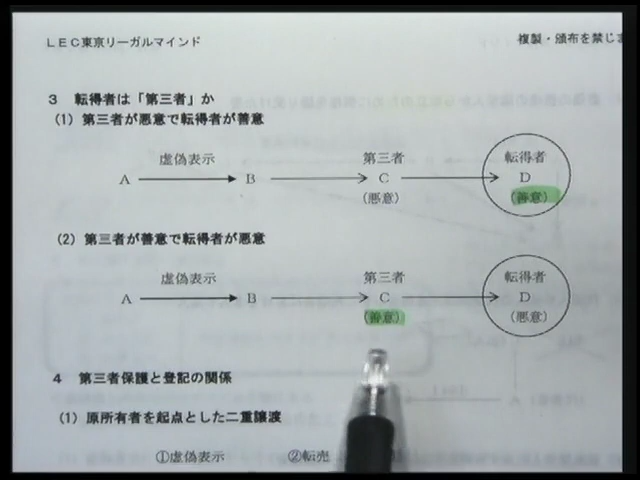 LEC東京リーガルマインド
複製・頒布を禁じま
3 転得者は「第三者」か
(1) 第三者が悪意で転得者が善意
虚偽表示 第三者 転得者
A B C D
(悪意) (善意)
(2) 第三者が善意で転得者が悪意
虚偽表示 第三者 転得者
A B C D
(善意) (悪意)
4 第三者保護と登記の関係
(1) 原所有者を起点とした二重譲渡
①虚偽表示 ②転売